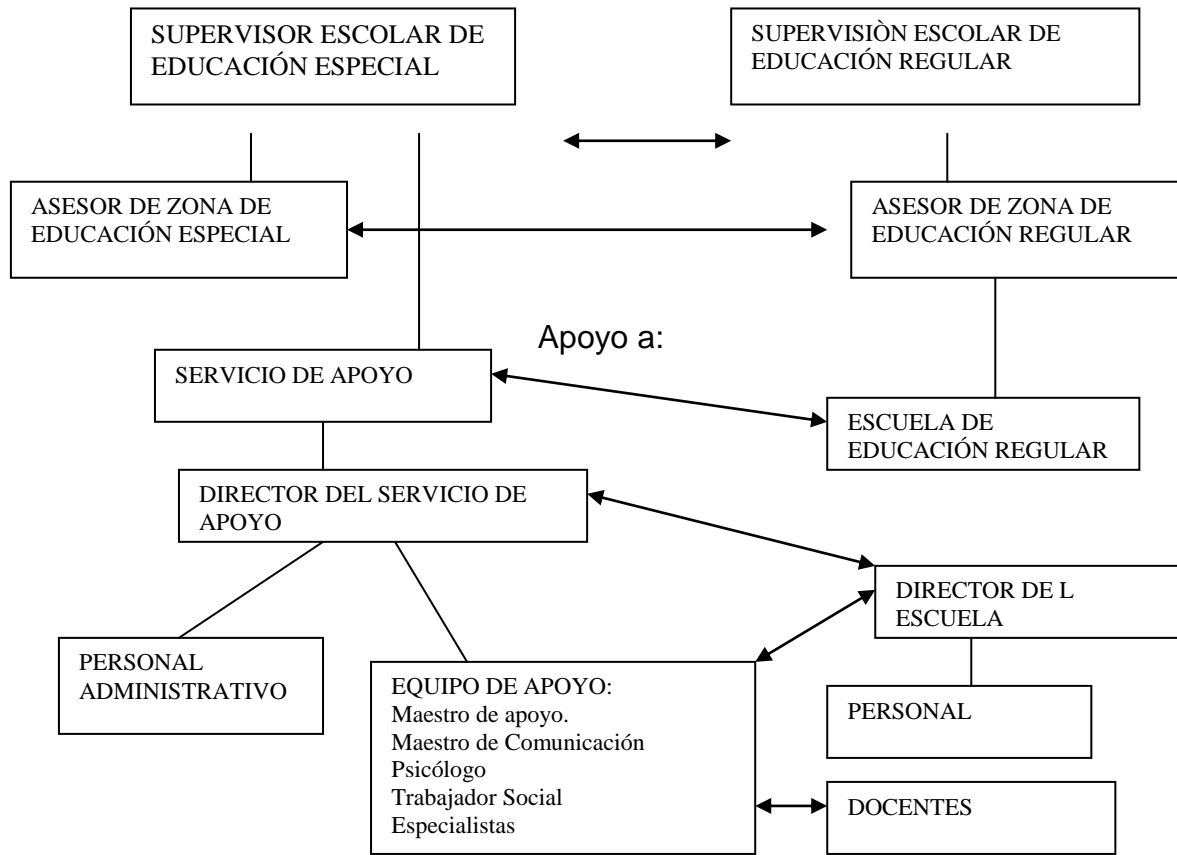 SUPERVISOR ESCOLAR DE
EDUCACIÓN ESPECIAL
SUPERVISIÒN ESCOLAR DE
EDUCACIÓN REGULAR
ASESOR DE ZONA DE
EDUCACIÓN ESPECIAL
ASESOR DE ZONA DE
EDUCACIÓN REGULAR
Apoyo a:
SERVICIO DE APOYO
ESCUELA DE
EDUCACIÓN REGULAR
DIRECTOR DEL SERVICIO DE
APOYO
DIRECTOR DE L
ESCUELA
PERSONAL
ADMINISTRATIVO
EQUIPO DE APOYO:
Maestro de apoyo.
Maestro de Comunicación
Psicólogo
Trabajador Social
Especialistas
PERSONAL
DOCENTES